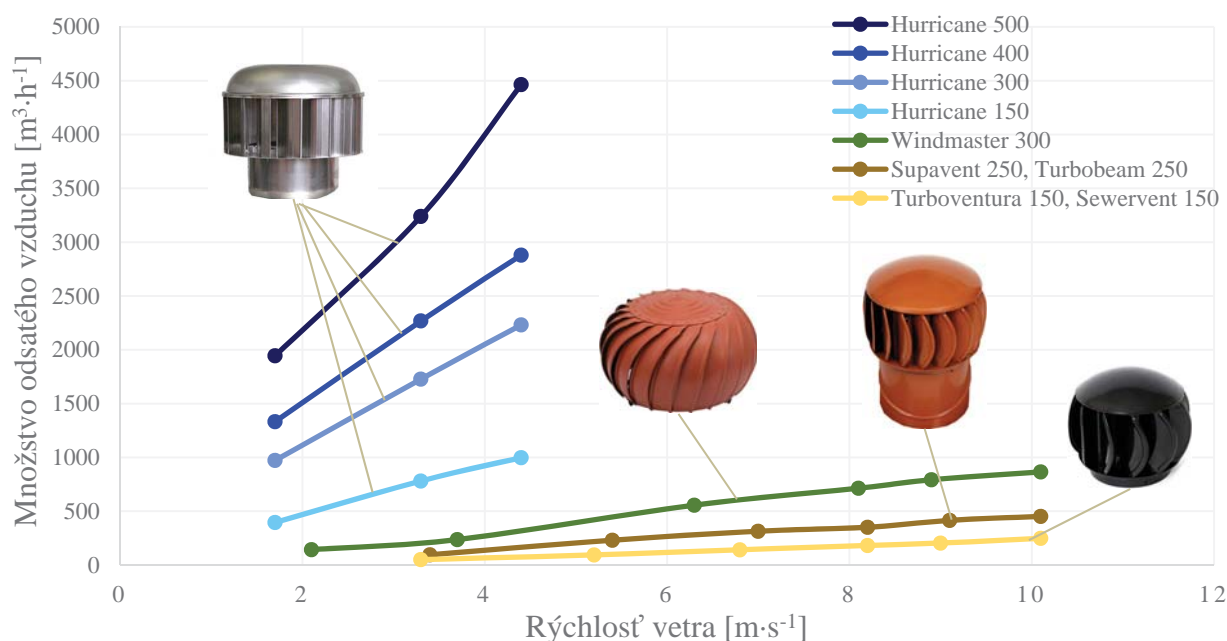 Množstvo odsatého vzduchu [m³·h⁻¹]
5000
4500
4000
3500
3000
2500
2000
1500
1000
500
0
Hurricane 500
Hurricane 400
Hurricane 300
Hurricane 150
Windmaster 300
Supavent 250, Turbobeam 250
Turboventura 150, Sewervent 150
0 2 4 6 8 10 12
Rýchlosť vetra [m·s⁻¹]